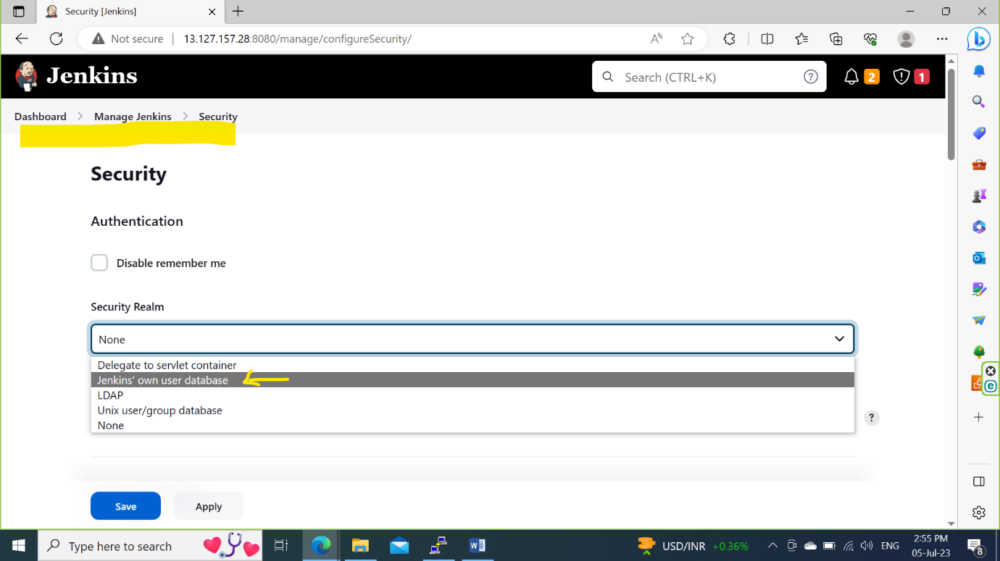 Security [Jenkins]
Not secure
13.127.157.28:8080/manage/configureSecurity/
Jenkins
Search (CTRL+K)
?
2
1
Dashboard > Manage Jenkins > Security
Security
Authentication
Disable remember me
Security Realm
None
Delegate to servlet container
Jenkins’ own user database
LDAP
Unix user/group database
None
?
Save
Apply
Type here to search
USD/INR +0.36%
ENG
2:55 PM
05-Jul-23
8